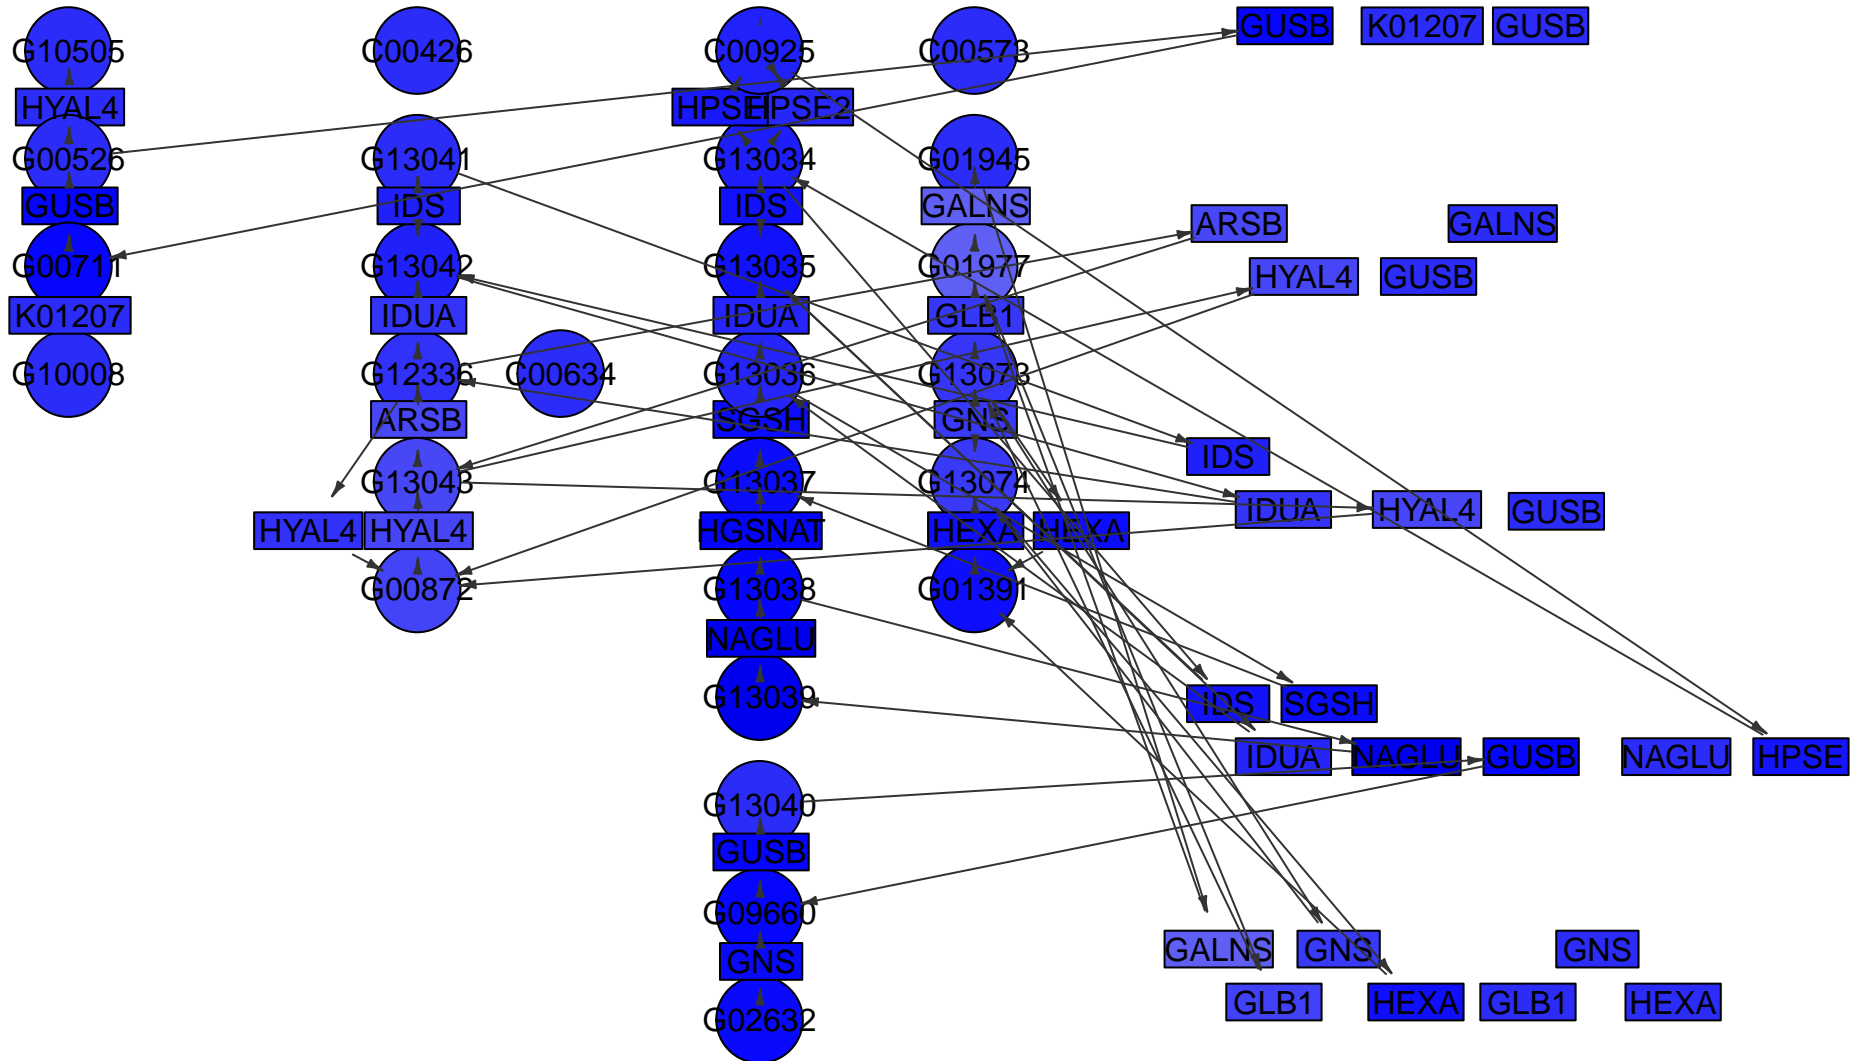 G10505 C00426 C00925 C00573 GUSB K01207 GUSB
HYAL4 HPSE HPSE2
G00526 G13041 G13034 G01945
GUSB IDS IDS GALNS ARSB GALNS
G00711 G13042 G13035 G01977 HYAL4 GUSB
K01207 IDUA IDUA GLB1
G10008 G12336 C00634 G13036 G13073
ARSB SGSH GNS IDS
G13043 G13037 G13074 IDUA HYAL4 GUSB
HYAL4 HYAL4 HGSNAT HEXA HEXA
G00872 G13038 G01391
NAGLU
G13039 IDS SGSH
IDUA NAGLU GUSB NAGLU HPSE
G13040
GUSB
G09660
GNS GALNS GNS GNS
G02632 GLB1 HEXA GLB1 HEXA